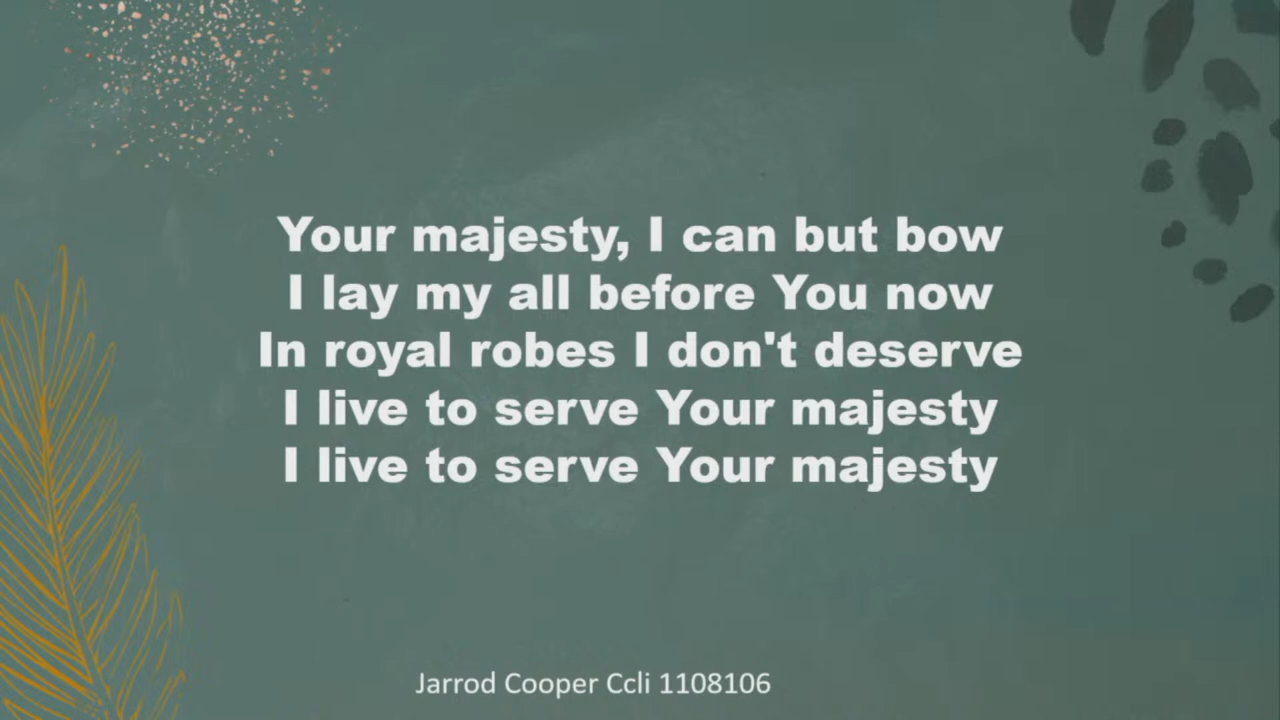 Your majesty, I can but bow
I lay my all before You now
In royal robes I don't deserve
I live to serve Your majesty
I live to serve Your majesty
Jarrod Cooper Ccli 1108106